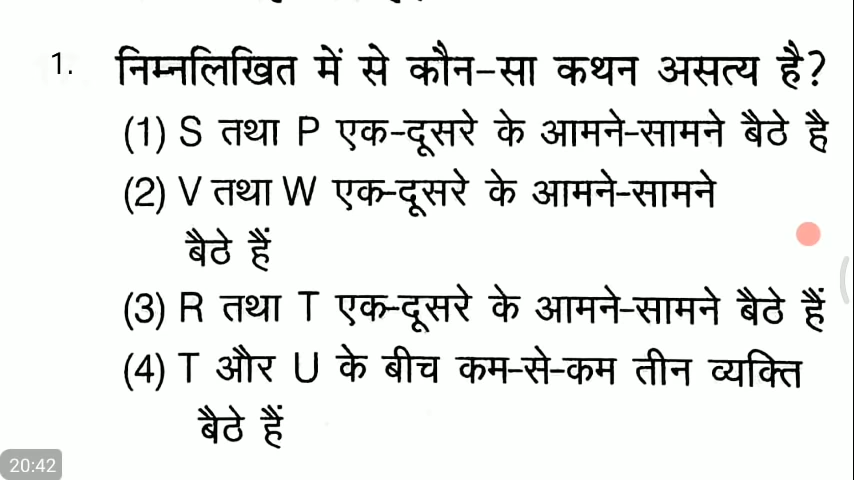 1. निम्नलिखित में से कौन-सा कथन असत्य है?
(1) S तथा P एक-दूसरे के आमने-सामने बैठे है
(2) V तथा W एक-दूसरे के आमने-सामने
बैठे हैं
(3) R तथा T एक-दूसरे के आमने-सामने बैठे हैं
(4) T और U के बीच कम-से-कम तीन व्यक्ति
बैठे हैं
20:42